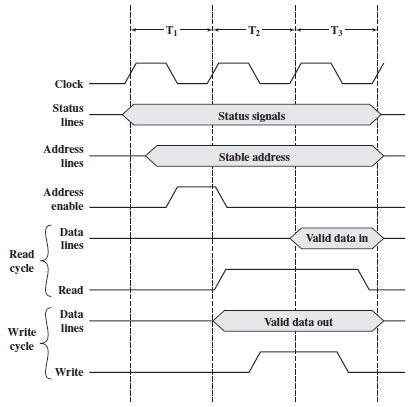 T1 T2 T3
Clock
Status
lines
Status signals
Address
lines
Stable address
Address
enable
Read
cycle
Data
lines
Valid data in
Read
Write
cycle
Data
lines
Valid data out
Write